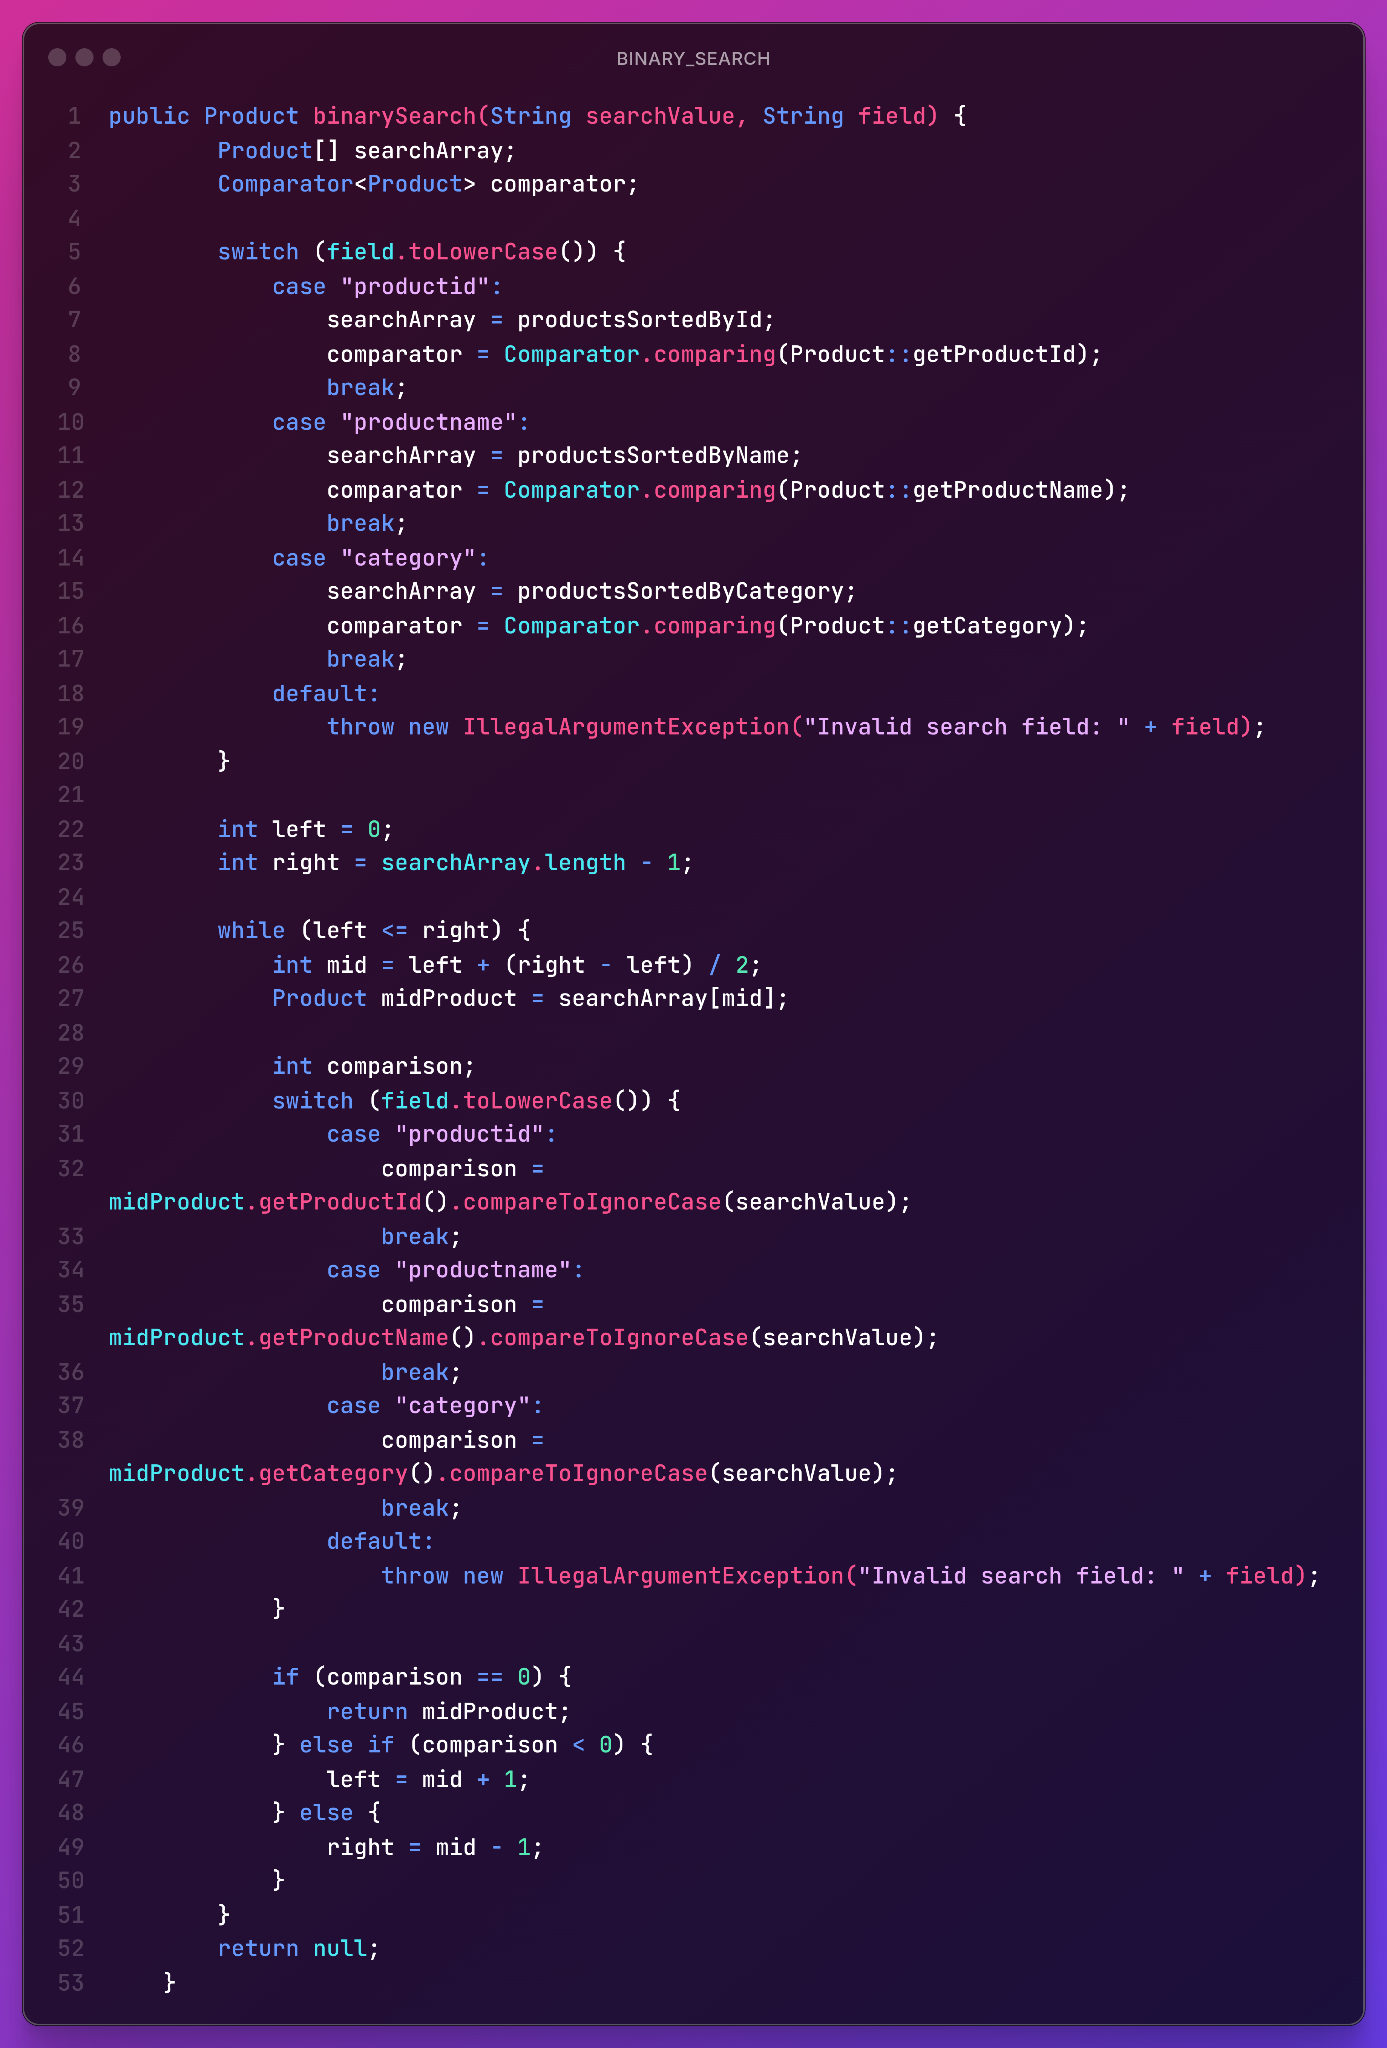 BINARY_SEARCH
1 public Product binarySearch(String searchValue, String field) {
2 Product[] searchArray;
3 Comparator<Product> comparator;
4
5 switch (field.toLowerCase()) {
6 case "productid":
7 searchArray = productsSortedById;
8 comparator = Comparator.comparing(Product::getProductId);
9 break;
10 case "productname":
11 searchArray = productsSortedByName;
12 comparator = Comparator.comparing(Product::getProductName);
13 break;
14 case "category":
15 searchArray = productsSortedByCategory;
16 comparator = Comparator.comparing(Product::getCategory);
17 break;
18 default:
19 throw new IllegalArgumentException("Invalid search field: " + field);
20 }
21
22 int left = 0;
23 int right = searchArray.length - 1;
24
25 while (left <= right) {
26 int mid = left + (right - left) / 2;
27 Product midProduct = searchArray[mid];
28
29 int comparison;
30 switch (field.toLowerCase()) {
31 case "productid":
32 comparison =
midProduct.getProductId().compareToIgnoreCase(searchValue);
33 break;
34 case "productname":
35 comparison =
midProduct.getProductName().compareToIgnoreCase(searchValue);
36 break;
37 case "category":
38 comparison =
midProduct.getCategory().compareToIgnoreCase(searchValue);
39 break;
40 default:
41 throw new IllegalArgumentException("Invalid search field: " + field);
42 }
43
44 if (comparison == 0) {
45 return midProduct;
46 } else if (comparison < 0) {
47 left = mid + 1;
48 } else {
49 right = mid - 1;
50 }
51 }
52 return null;
53 }